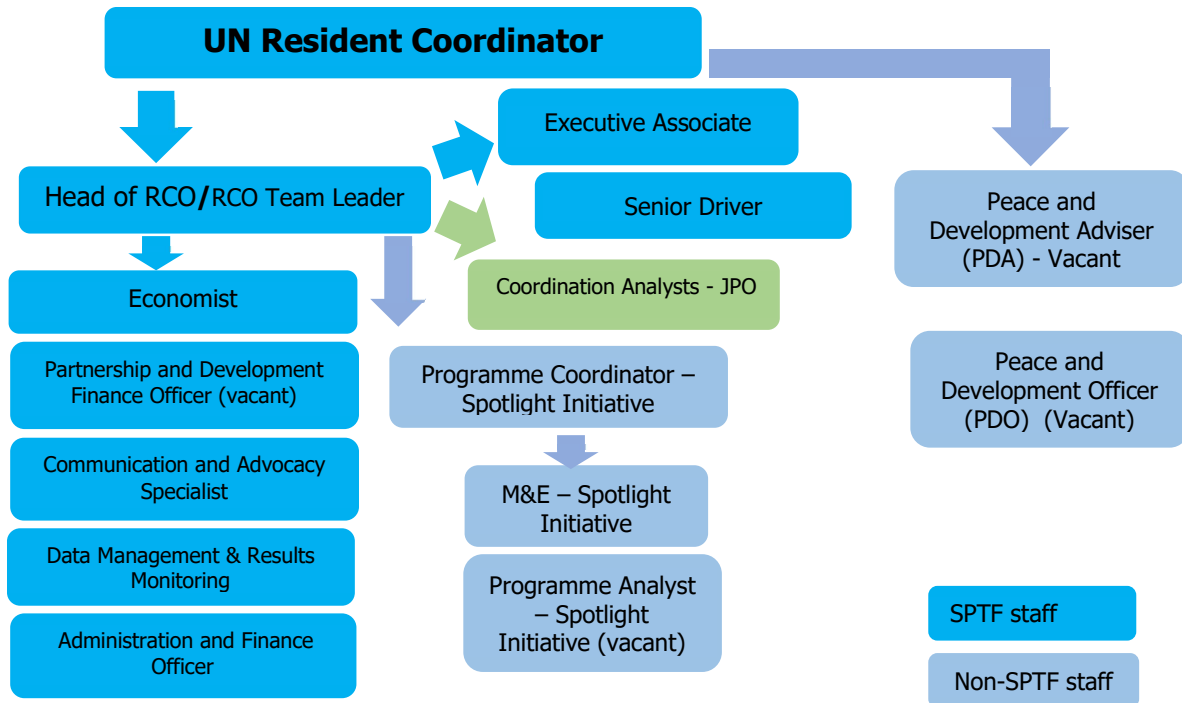 UN Resident Coordinator
Executive Associate
Head of RCO/RCO Team Leader
Senior Driver
Peace and
Development Adviser
(PDA) - Vacant
Economist
Coordination Analysts - JPO
Partnership and Development
Finance Officer (vacant)
Programme Coordinator –
Spotlight Initiative
Peace and
Development Officer
(PDO) (Vacant)
Communication and Advocacy
Specialist
M&E – Spotlight
Initiative
Data Management & Results
Monitoring
Programme Analyst
– Spotlight
Initiative (vacant)
Administration and Finance
Officer
SPTF staff
Non-SPTF staff